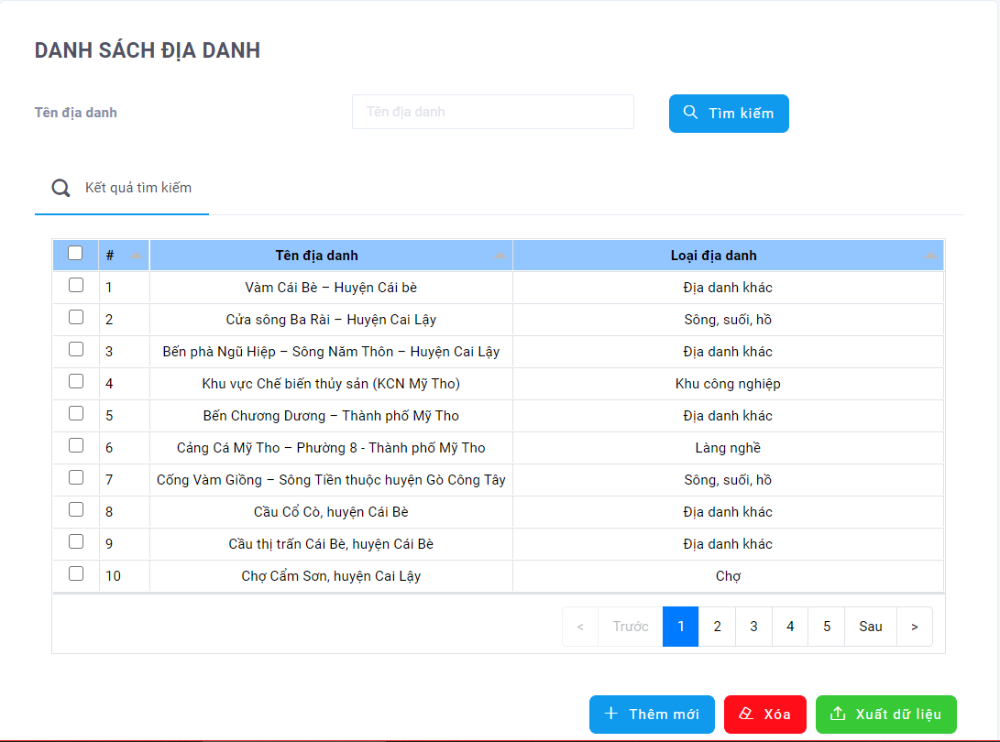 DANH SÁCH ĐỊA DANH
Tên địa danh Tên địa danh Tìm kiếm
Kết quả tìm kiếm
# Tên địa danh Loại địa danh
1 Vàm Cái Bè – Huyện Cái bè Địa danh khác
2 Cửa sông Ba Rài – Huyện Cai Lậy Sông, suối, hồ
3 Bến phà Ngũ Hiệp – Sông Năm Thôn – Huyện Cai Lậy Địa danh khác
4 Khu vực Chế biến thủy sản (KCN Mỹ Tho) Khu công nghiệp
5 Bến Chương Dương – Thành phố Mỹ Tho Địa danh khác
6 Cảng Cá Mỹ Tho – Phường 8 - Thành phố Mỹ Tho Làng nghề
7 Cống Vàm Giồng – Sông Tiền thuộc huyện Gò Công Tây Sông, suối, hồ
8 Cầu Cổ Cò, huyện Cái Bè Địa danh khác
9 Cầu thị trấn Cái Bè, huyện Cái Bè Địa danh khác
10 Chợ Cẩm Sơn, huyện Cai Lậy Chợ
< Trước 1 2 3 4 5 Sau >
Thêm mới Xóa Xuất dữ liệu